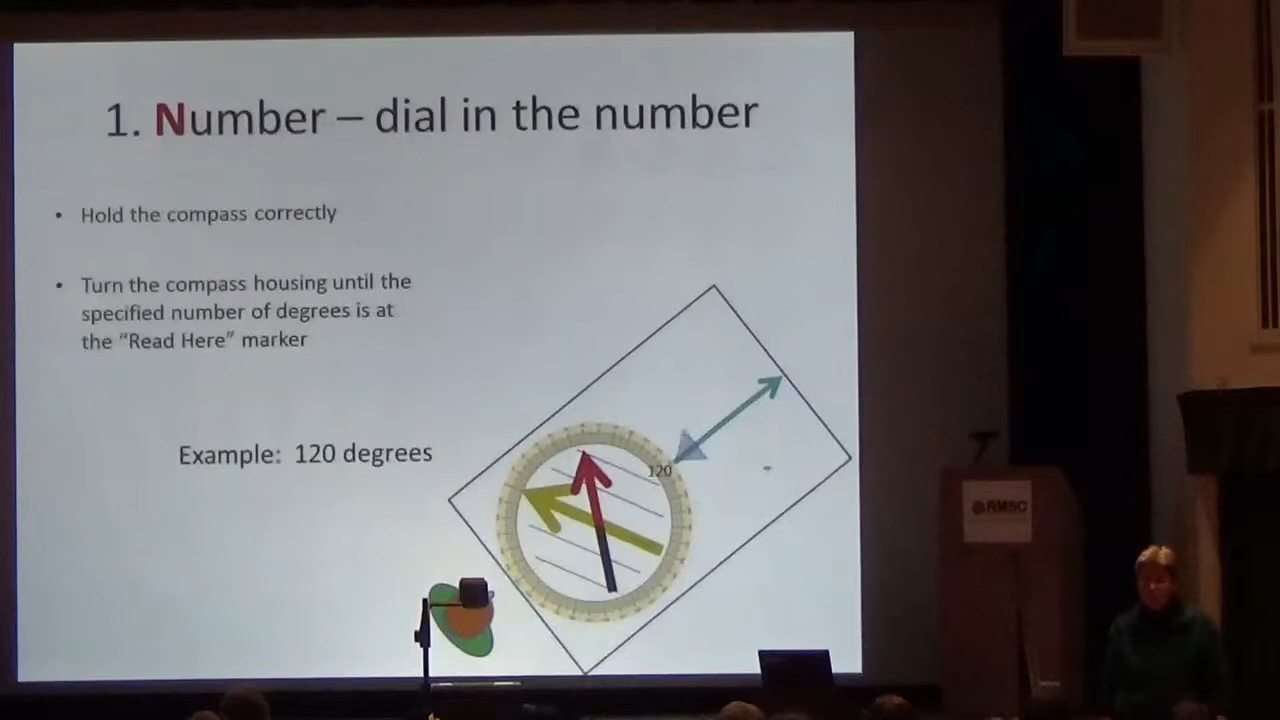 1. Number – dial in the number
• Hold the compass correctly
• Turn the compass housing until the
specified number of degrees is at
the “Read Here” marker
Example: 120 degrees
120
RMSC